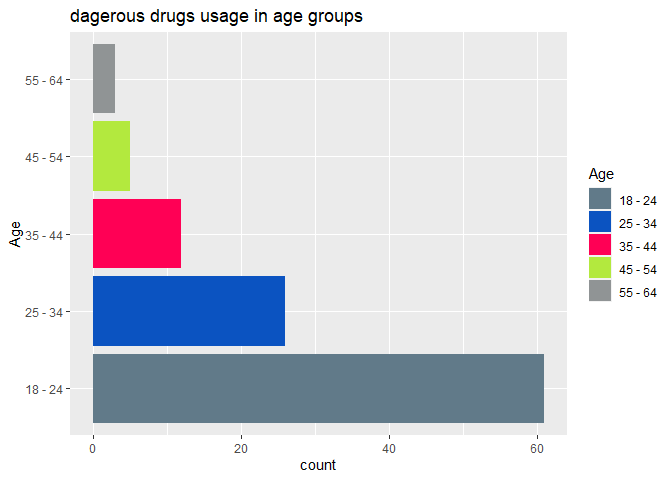 dagerous drugs usage in age groups
55 - 64
45 - 54
35 - 44
25 - 34
18 - 24
Age
0
20
40
60
count
Age
18 - 24
25 - 34
35 - 44
45 - 54
55 - 64